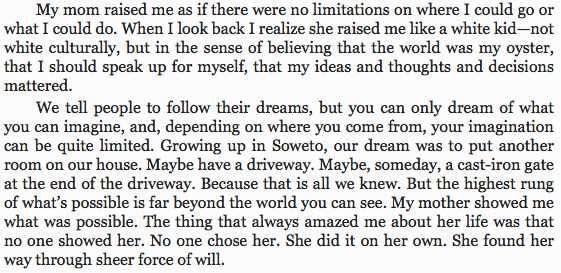 My mom raised me as if there were no limitations on where I could go or
what I could do. When I look back I realize she raised me like a white kid—not
white culturally, but in the sense of believing that the world was my oyster,
that I should speak up for myself, that my ideas and thoughts and decisions
mattered.
We tell people to follow their dreams, but you can only dream of what
you can imagine, and, depending on where you come from, your imagination
can be quite limited. Growing up in Soweto, our dream was to put another
room on our house. Maybe have a driveway. Maybe, someday, a cast-iron gate
at the end of the driveway. Because that is all we knew. But the highest rung
of what’s possible is far beyond the world you can see. My mother showed me
what was possible. The thing that always amazed me about her life was that
no one showed her. No one chose her. She did it on her own. She found her
way through sheer force of will.